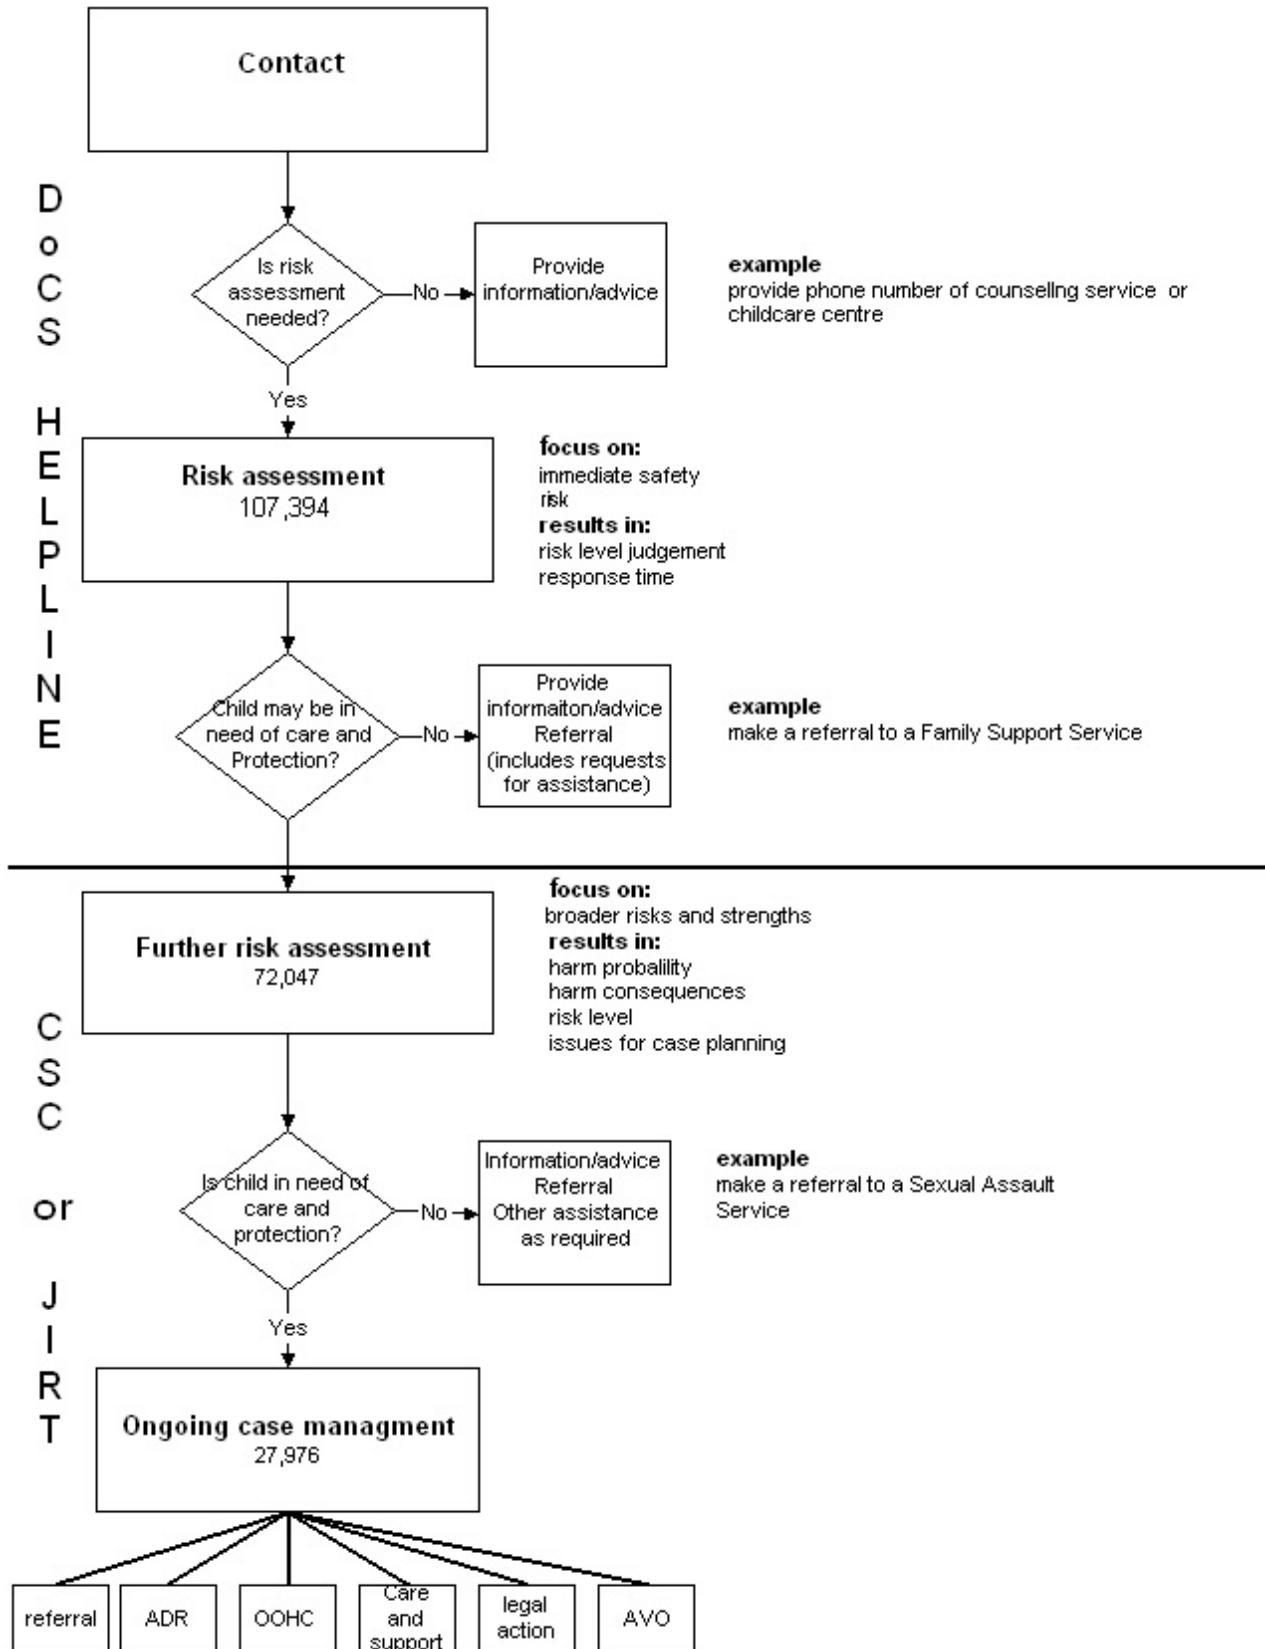 Contact
DoCS HELPLINE
Is risk
assessment
needed?
No
Provide
information/advice
example
provide phone number of counsellng service or
childcare centre
Yes
Risk assessment
107,394
focus on:
immediate safety
risk
results in:
risk level judgement
response time
Child may be in
need of care and
Protection?
No
Provide
informaiton/advice
Referral
(includes requests
for assistance)
example
make a referral to a Family Support Service
CSC or JIRT
Further risk assessment
72,047
focus on:
broader risks and strengths
results in:
harm probalility
harm consequences
risk level
issues for case planning
Is child in need of
care and
protection?
No
Information/advice
Referral
Other assistance
as required
example
make a referral to a Sexual Assault
Service
Yes
Ongoing case managment
27,976
referral
ADR
OOHC
Care
and
support
legal
action
AVO